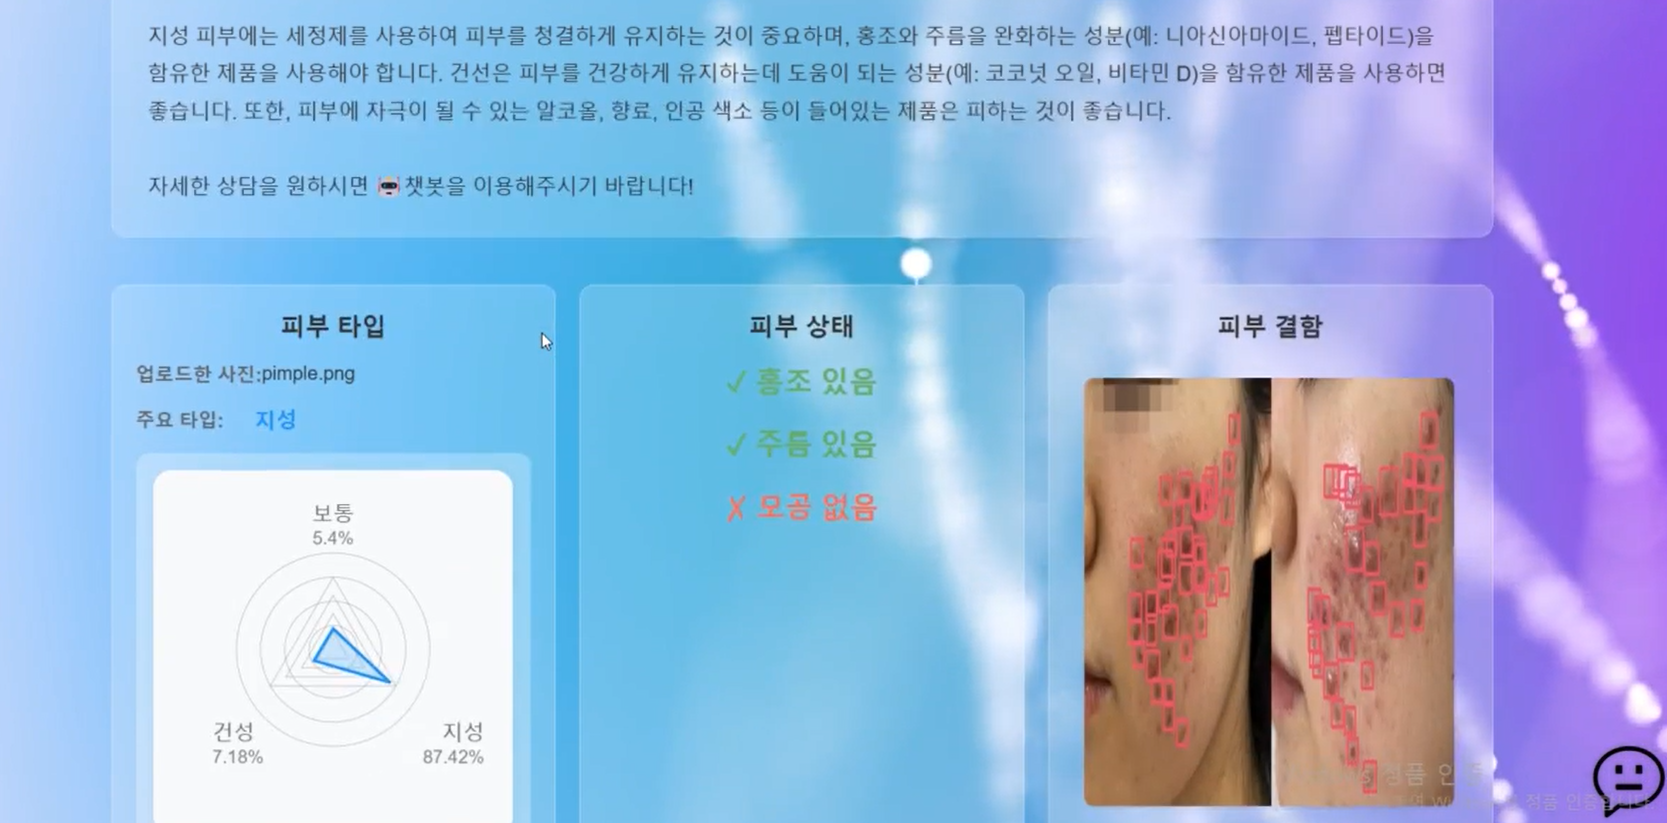 지성 피부에는 세정제를 사용하여 피부를 청결하게 유지하는 것이 중요하며, 홍조와 주름을 완화하는 성분(예: 니아신아마이드, 펩타이드)을
함유한 제품을 사용해야 합니다. 건선은 피부를 건강하게 유지하는데 도움이 되는 성분(예: 코코넛 오일, 비타민 D)을 함유한 제품을 사용하면
좋습니다. 또한, 피부에 자극이 될 수 있는 알코올, 향료, 인공 색소 등이 들어있는 제품은 피하는 것이 좋습니다.
자세한 상담을 원하시면 챗봇을 이용해주시기 바랍니다!
피부 타입
업로드한 사진:pimple.png
주요 타입: 지성
보통
5.4%
건성
7.18%
지성
87.42%
피부 상태
✓ 홍조 있음
✓ 주름 있음
✗ 모공 없음
피부 결함
정품 인증
정품 인증합니다